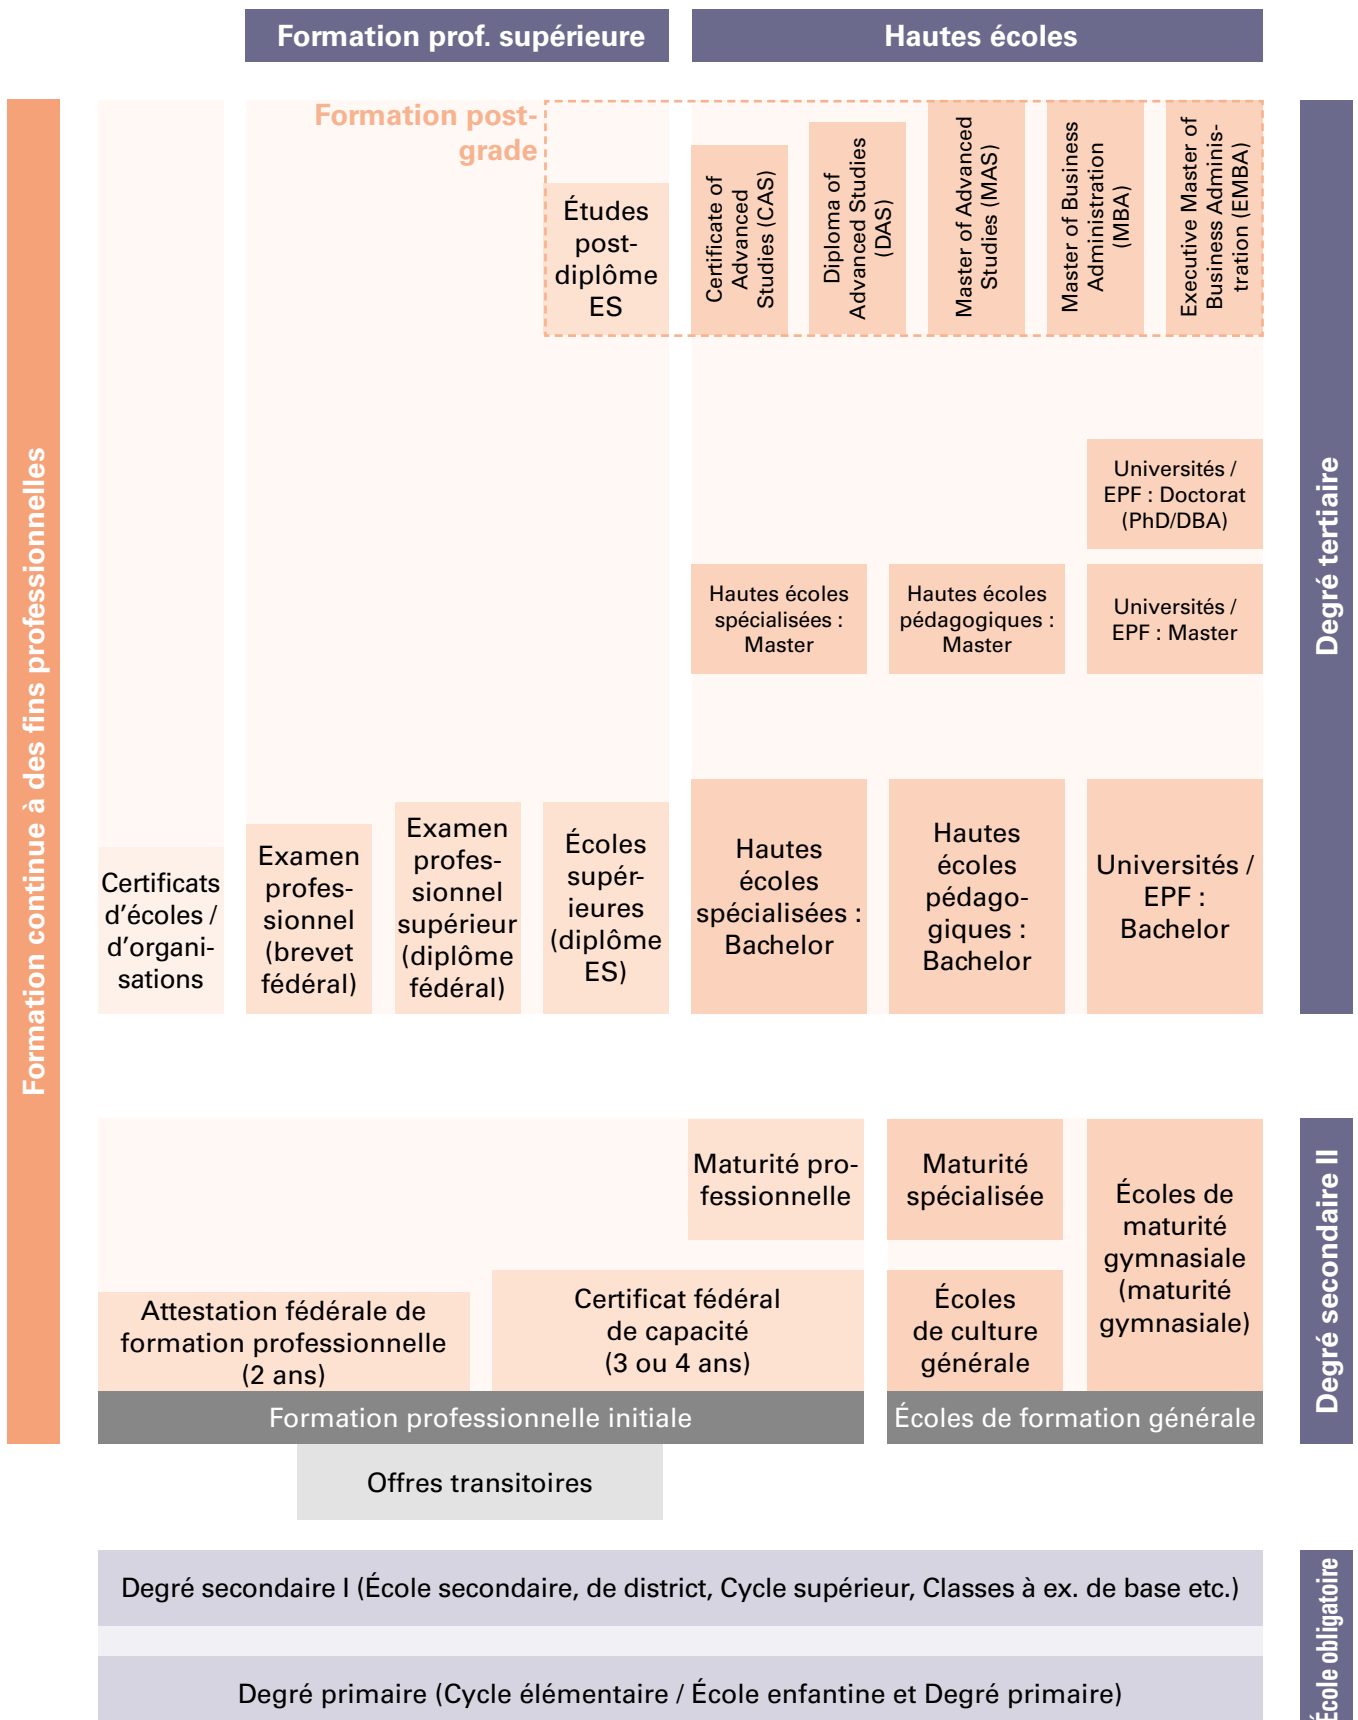 Formation prof. supérieure
Hautes écoles
Formation continue à des fins professionnelles
Formation post-
grade
Études
post-
diplôme
ES
Certificate of
Advanced
Studies (CAS)
Diploma of
Advanced Studies
(DAS)
Master of Advanced
Studies (MAS)
Master of Business
Administration
(MBA)
Executive Master of
Business Adminis-
tration (EMBA)
Degré tertiaire
Universités /
EPF : Doctorat
(PhD/DBA)
Hautes écoles
spécialisées :
Master
Hautes écoles
pédagogiques :
Master
Universités /
EPF : Master
Certificats
d’écoles /
d’organi-
sations
Examen
profes-
sionnel
(brevet
fédéral)
Examen
profes-
sionnel
supérieur
(diplôme
fédéral)
Écoles
supér-
ieures
(diplôme
ES)
Hautes
écoles
spécialisées :
Bachelor
Hautes
écoles
pédago-
giques :
Bachelor
Universités /
EPF :
Bachelor
Maturité pro-
fessionnelle
Maturité
spécialisée
Écoles de
maturité
gymnasiale
(maturité
gymnasiale)
Degré secondaire II
Attestation fédérale de
formation professionnelle
(2 ans)
Certificat fédéral
de capacité
(3 ou 4 ans)
Écoles
de culture
générale
Formation professionnelle initiale
Écoles de formation générale
Offres transitoires
Degré secondaire I (École secondaire, de district, Cycle supérieur, Classes à ex. de base etc.)
Degré primaire (Cycle élémentaire / École enfantine et Degré primaire)
École obligatoire